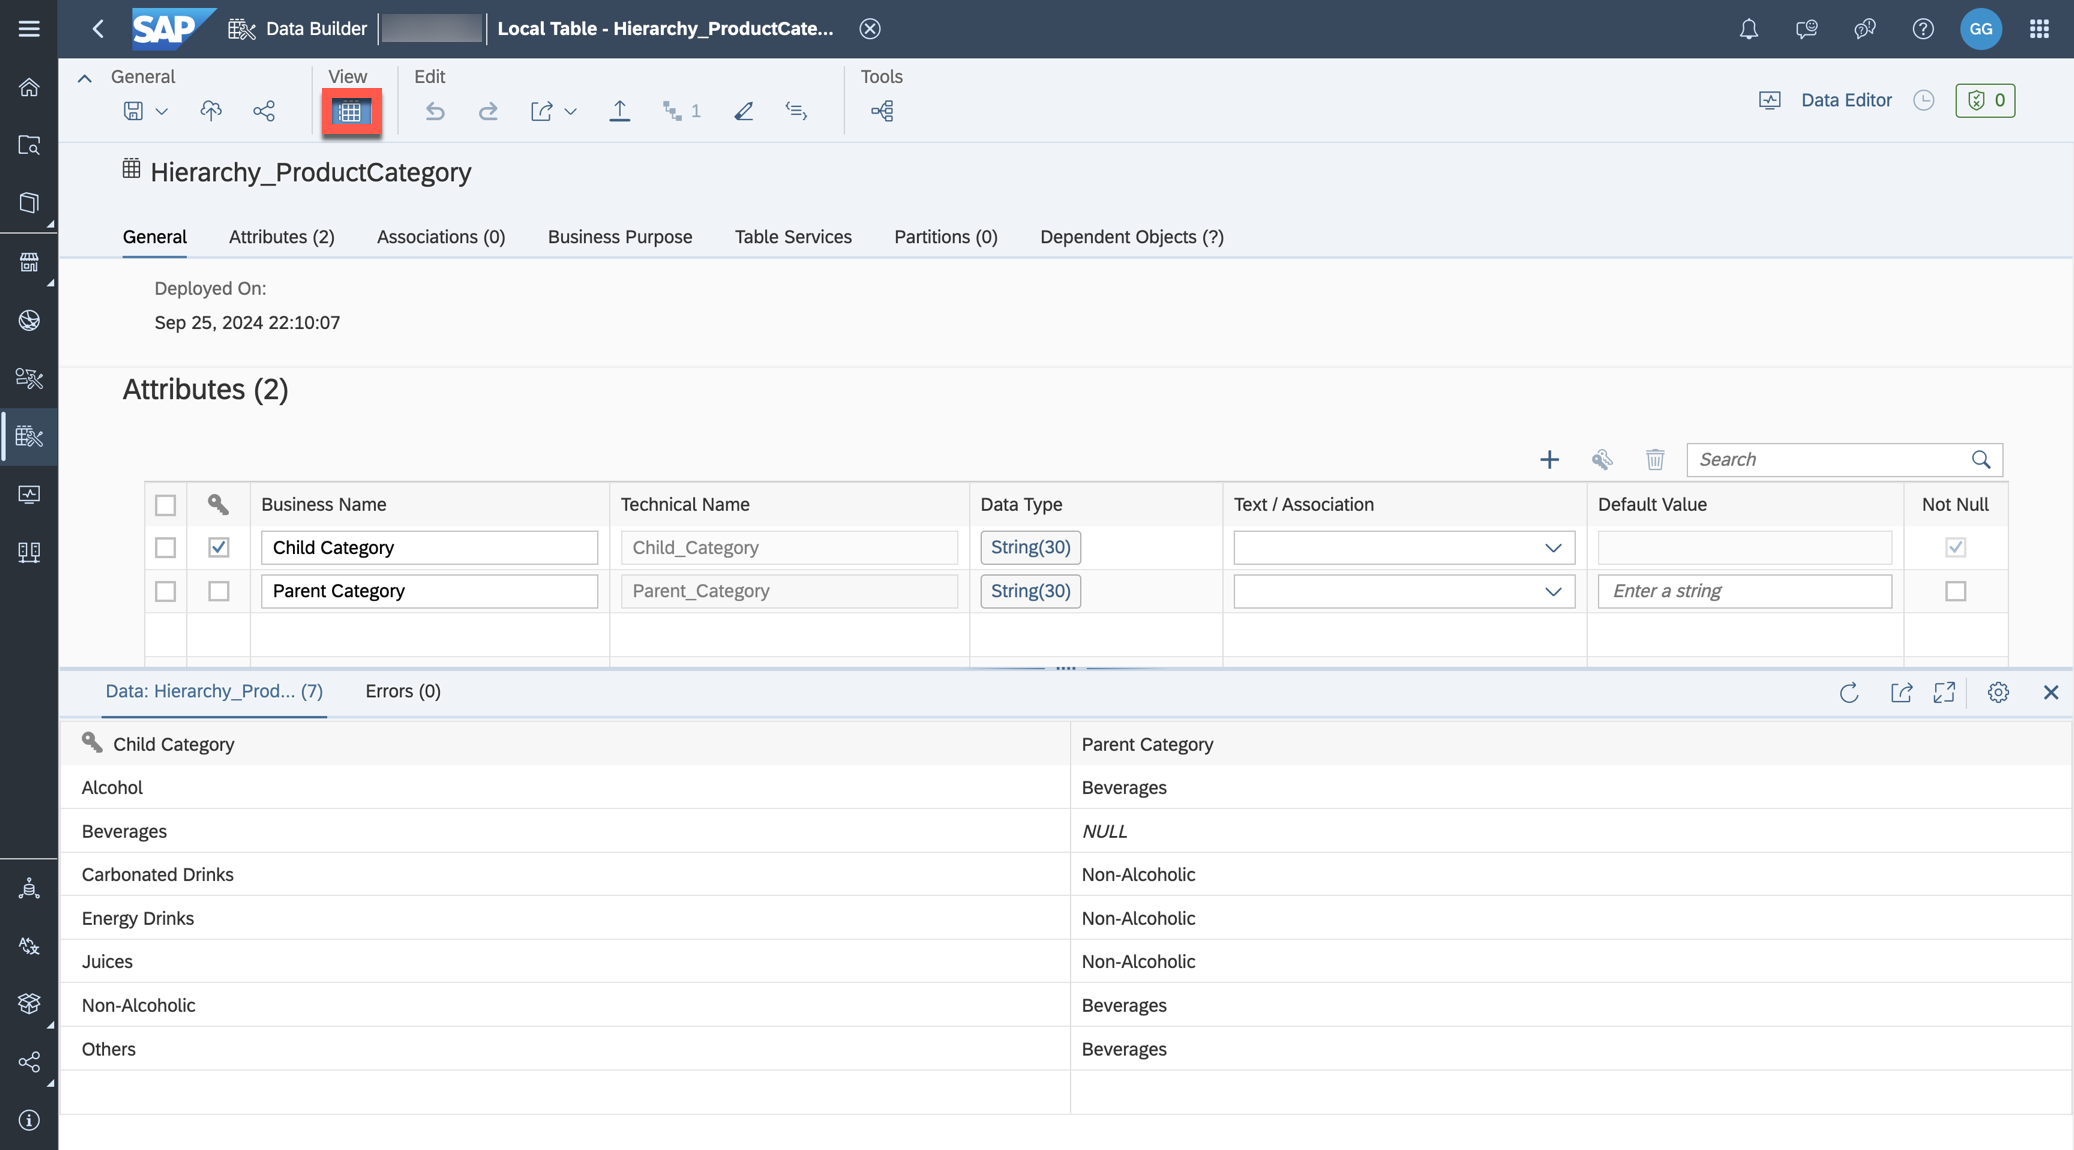 SAP Data Builder Local Table - Hierarchy_ProductCate... GG
General View Edit Tools
1 Data Editor 0
Hierarchy_ProductCategory
General Attributes (2) Associations (0) Business Purpose Table Services Partitions (0) Dependent Objects (?)
Deployed On:
Sep 25, 2024 22:10:07
Attributes (2)
Search
Business Name Technical Name Data Type Text / Association Default Value Not Null
Child Category Child_Category String(30)
Parent Category Parent_Category String(30) Enter a string
Data: Hierarchy_Prod... (7) Errors (0)
Child Category Parent Category
Alcohol Beverages
Beverages NULL
Carbonated Drinks Non-Alcoholic
Energy Drinks Non-Alcoholic
Juices Non-Alcoholic
Non-Alcoholic Beverages
Others Beverages